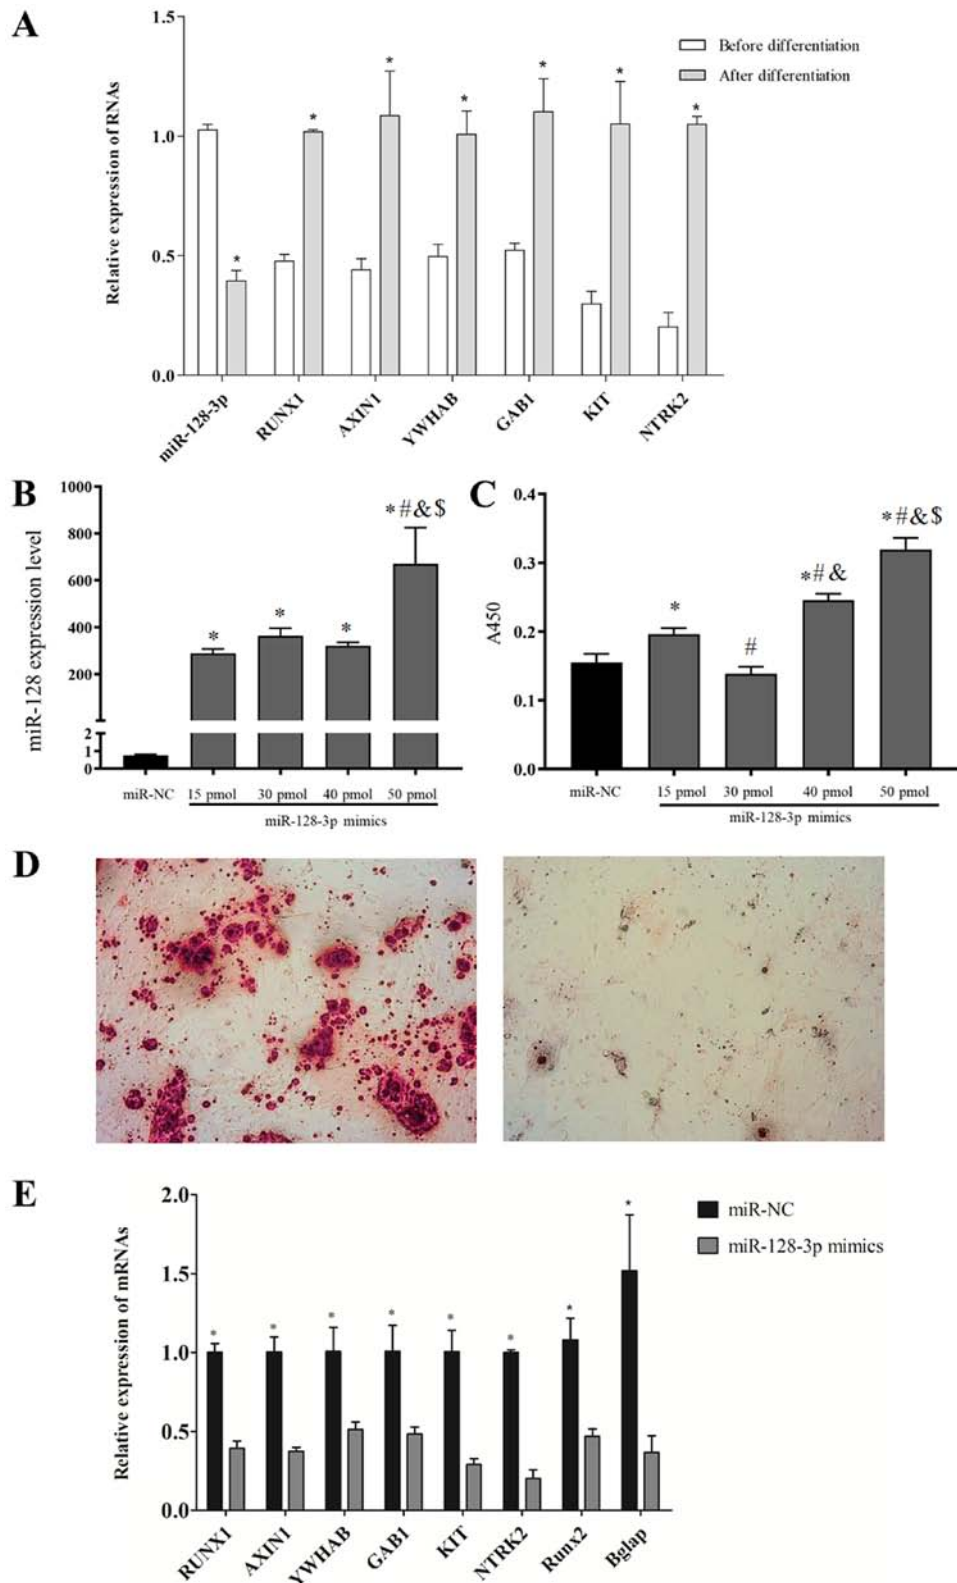 A
Relative expression of RNAs
1.5
1.0
0.5
0.0
Before differentiation
After differentiation
*
*
*
*
*
*
*
miR-128-3p
RUNX1
AXIN1
YWHAB
GAB1
KIT
NTRK2
B
miR-128 expression level
1000
800
600
400
200
2
1
0
*
*
*
*#&$
miR-NC
15 pmol
30 pmol
40 pmol
50 pmol
miR-128-3p mimics
C
A450
0.4
0.3
0.2
0.1
0.0
*
#
*#&
*#&$
miR-NC
15 pmol
30 pmol
40 pmol
50 pmol
miR-128-3p mimics
D
E
Relative expression of mRNAs
2.0
1.5
1.0
0.5
0.0
miR-NC
miR-128-3p mimics
*
*
*
*
*
*
*
*
RUNX1
AXIN1
YWHAB
GAB1
KIT
NTRK2
Runx2
Bglap